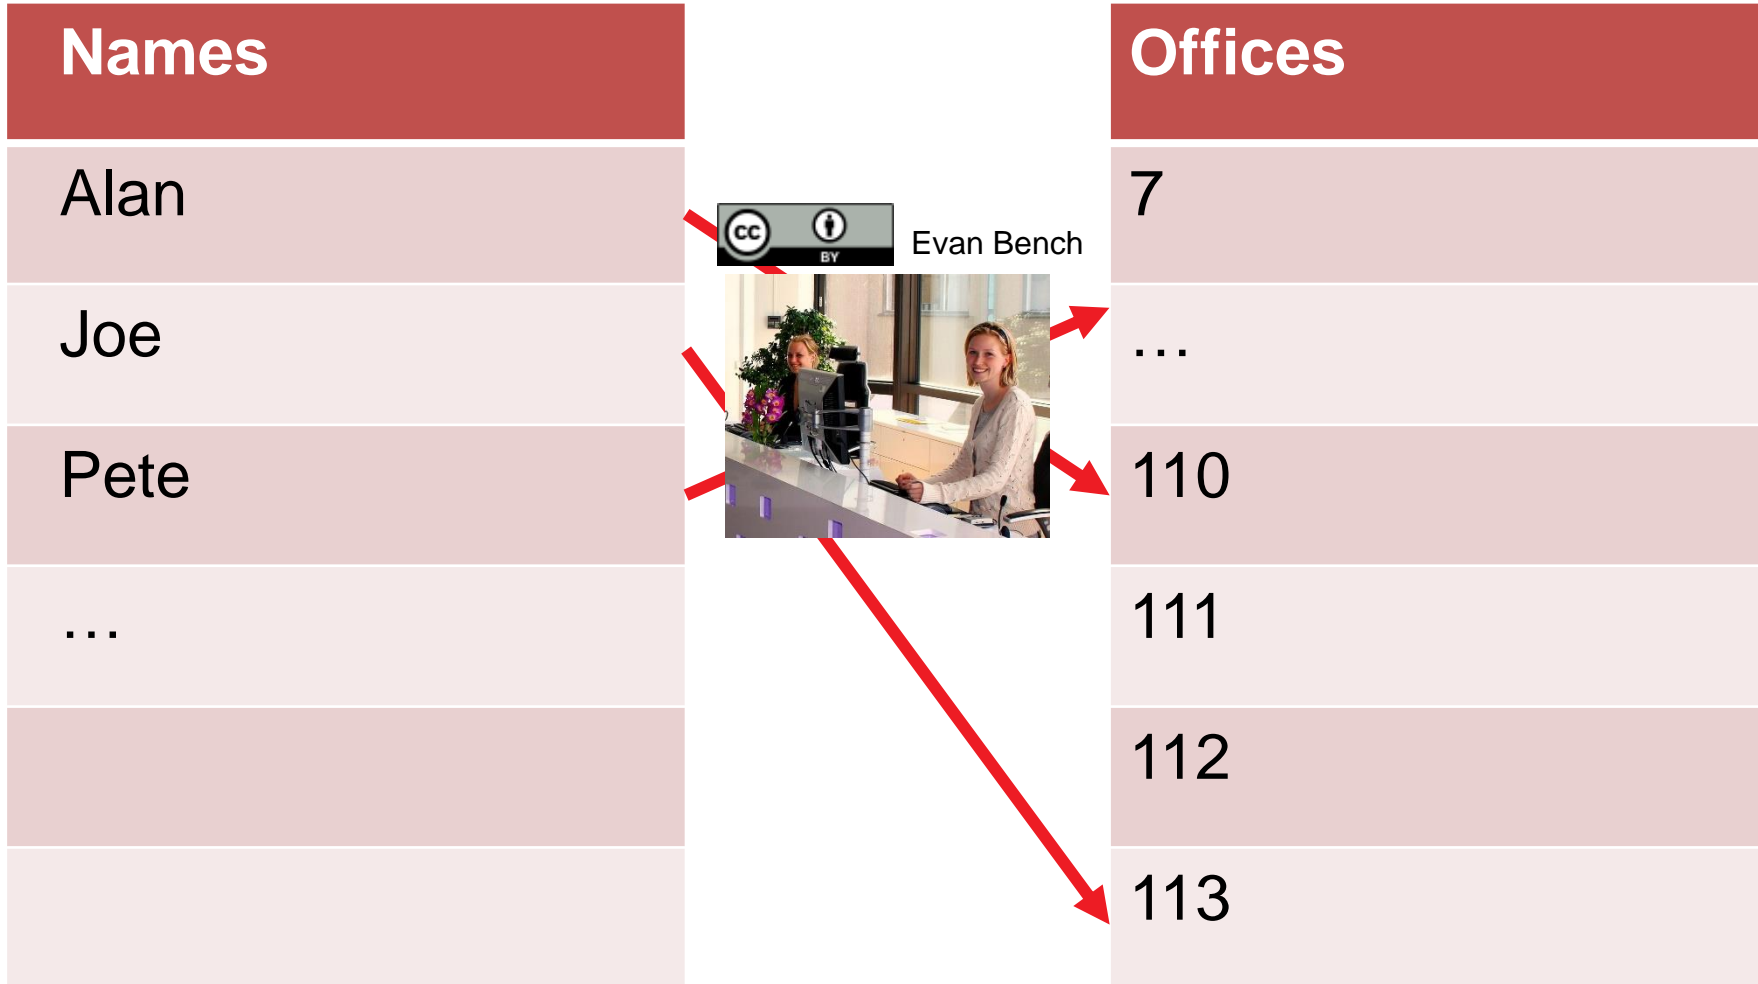 Names
Offices
Alan
7
cc
BY
Evan Bench
Joe
…
Pete
110
…
111
112
113